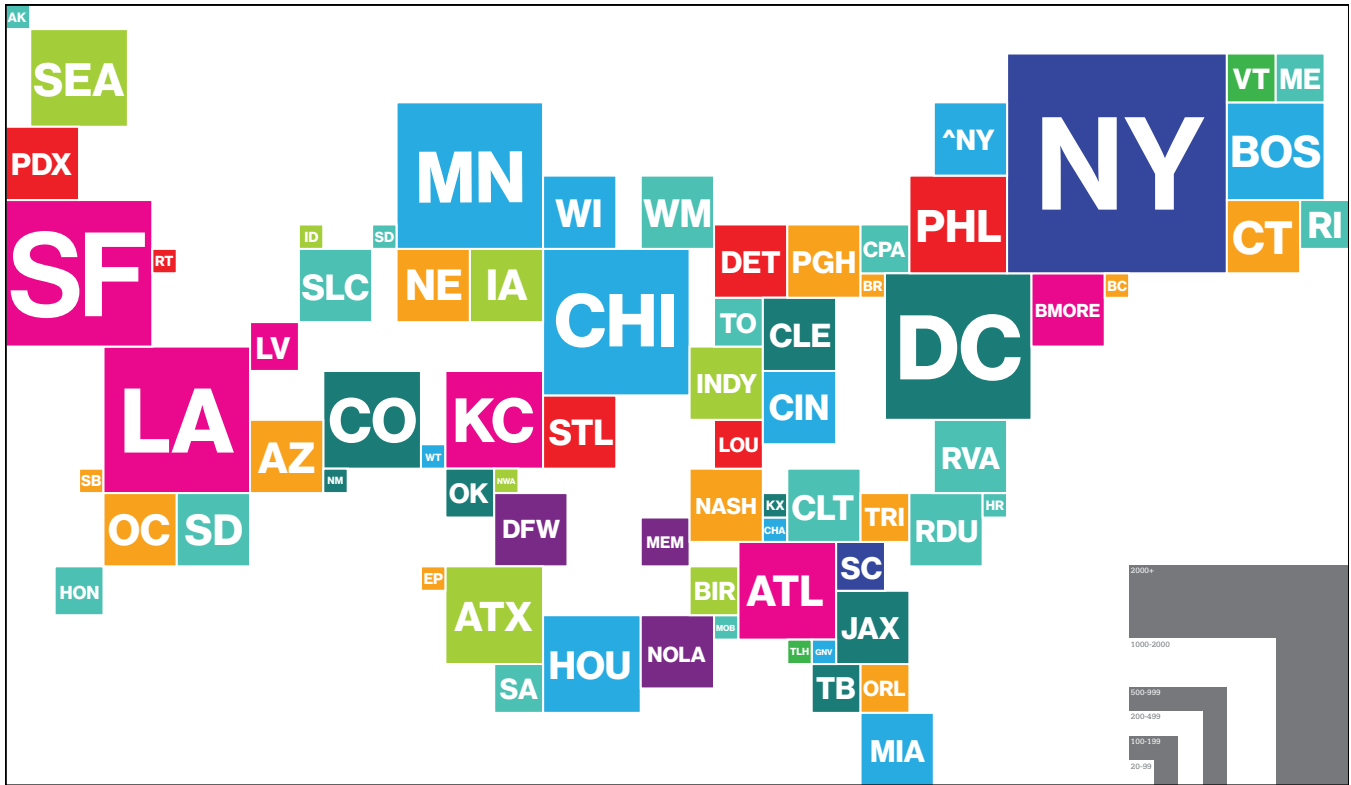 AK
SEA
PDX
SF
RT
ID
SD
SLC
LV
LA
AZ
SB
OC
SD
HON
MN
WI
WM
NE
IA
CHI
CO
WT
NM
KC
STL
OK
NWA
DFW
EP
ATX
SA
HOU
MEM
NOLA
DET
PGH
CPA
BR
PHL
^NY
NY
VT
ME
BOS
CT
RI
TO
CLE
INDY
CIN
LOU
DC
BMORE
BC
RVA
HR
NASH
KX
CHA
CLT
TRI
RDU
BIR
MOB
ATL
SC
JAX
TLH
GNV
TB
ORL
MIA
2000+
1000-2000
500-999
200-499
100-199
20-99